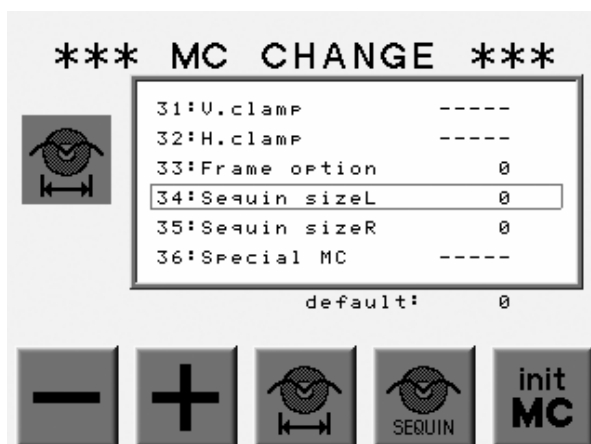 *** MC CHANGE ***
31:V.clamp -----
32:H.clamp -----
33:Frame option 0
34:Sequin sizeL 0
35:Sequin sizeR 0
36:Special MC -----
default: 0
SEQUIN
init
MC